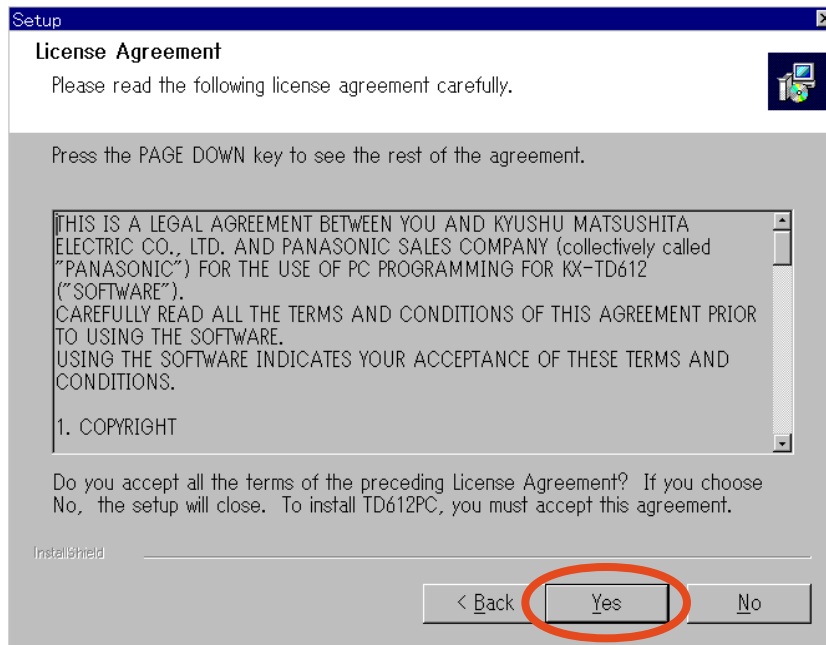 Setup
License Agreement
Please read the following license agreement carefully.
Press the PAGE DOWN key to see the rest of the agreement.
THIS IS A LEGAL AGREEMENT BETWEEN YOU AND KYUSHU MATSUSHITA
ELECTRIC CO., LTD. AND PANASONIC SALES COMPANY (collectively called
"PANASONIC") FOR THE USE OF PC PROGRAMMING FOR KX-TD612
("SOFTWARE").
CAREFULLY READ ALL THE TERMS AND CONDITIONS OF THIS AGREEMENT PRIOR
TO USING THE SOFTWARE.
USING THE SOFTWARE INDICATES YOUR ACCEPTANCE OF THESE TERMS AND
CONDITIONS.
1. COPYRIGHT
Do you accept all the terms of the preceding License Agreement? If you choose
No, the setup will close. To install TD612PC, you must accept this agreement.
InstallShield
< Back Yes No